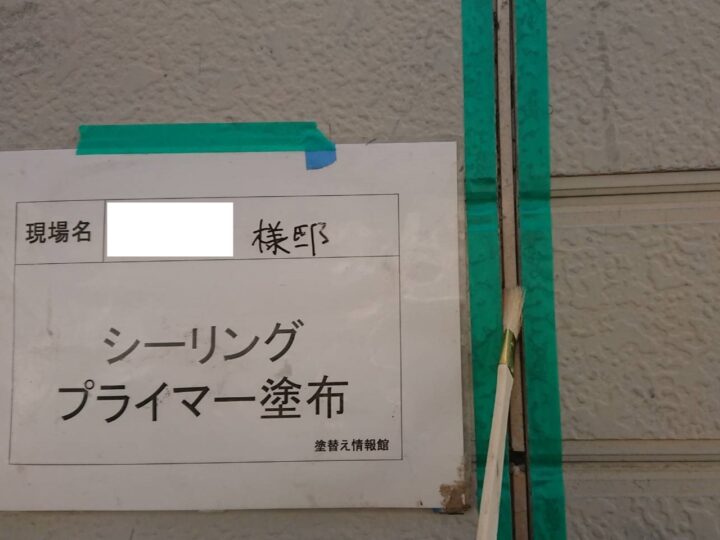 現場名 様邸
シーリング
プライマー塗布
塗替え情報館